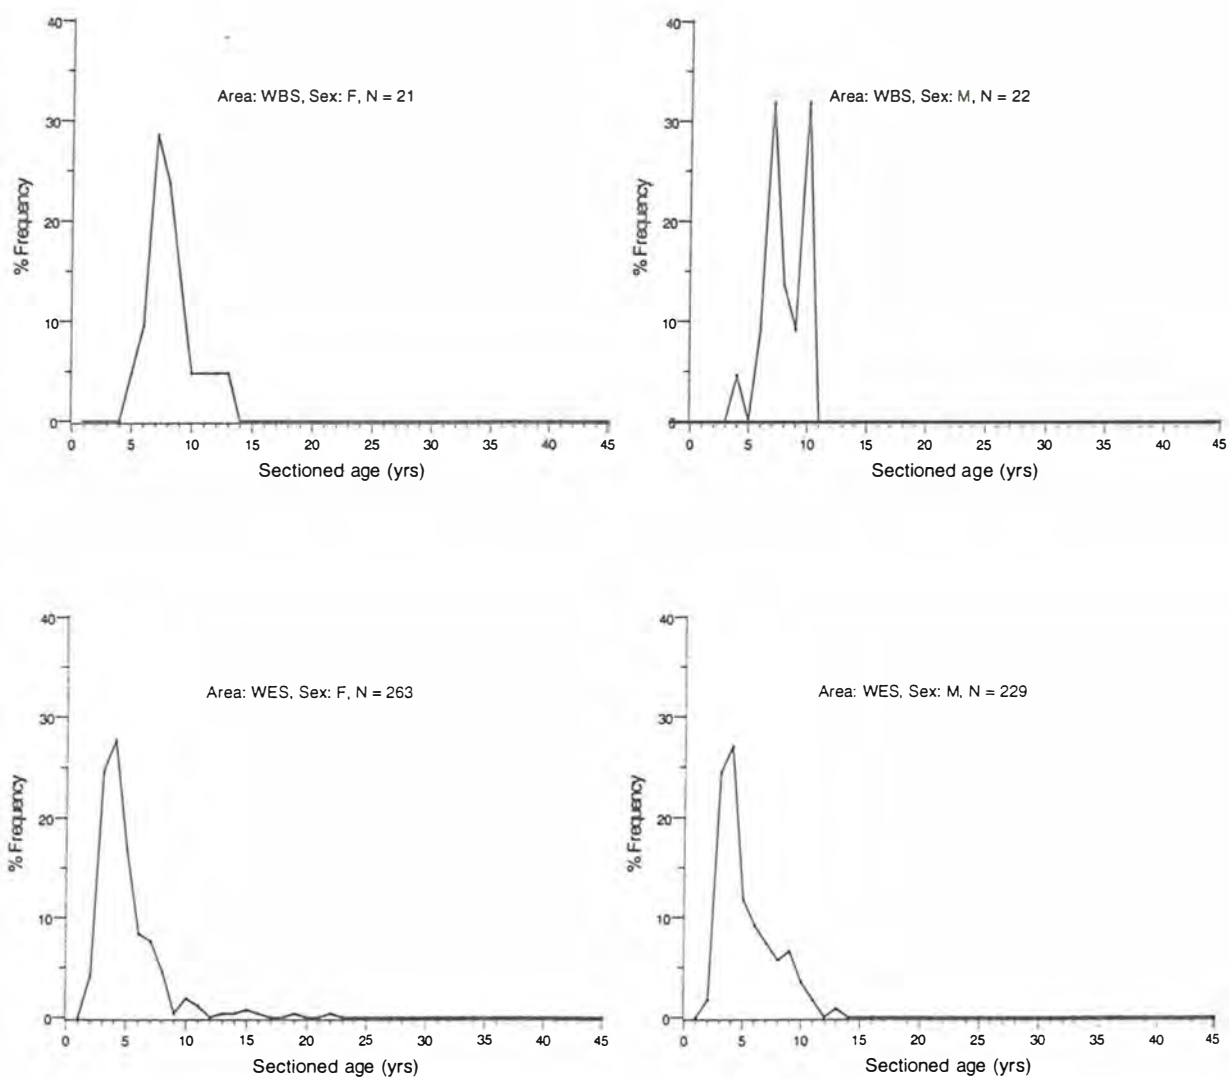 40
30
20
10
0
% Frequency
Area: WBS, Sex: F, N = 21
0 5 10 15 20 25 30 35 40 45
Sectioned age (yrs)
40
30
20
10
0
% Frequency
Area: WBS, Sex: M, N = 22
0 5 10 15 20 25 30 35 40 45
Sectioned age (yrs)
40
30
20
10
0
% Frequency
Area: WES, Sex: F, N = 263
0 5 10 15 20 25 30 35 40 45
Sectioned age (yrs)
40
30
20
10
0
% Frequency
Area: WES, Sex: M, N = 229
0 5 10 15 20 25 30 35 40 45
Sectioned age (yrs)